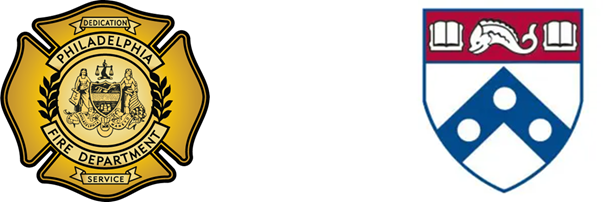 DEDICATION
PHILADELPHIA
FIRE DEPARTMENT
SERVICE